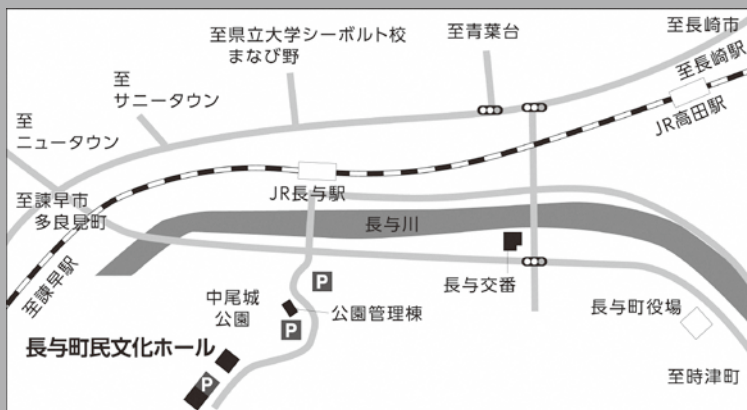 至県立大学シーボルト校
まなび野
至青葉台
至長崎市
至長崎駅
JR高田駅
至
サニータウン
至
ニュータウン
JR長与駅
至諫早市
多良見町
長与川
至諫早駅
長与交番
P
中尾城
公園
公園管理棟
P
長与町役場
長与町民文化ホール
P
至時津町